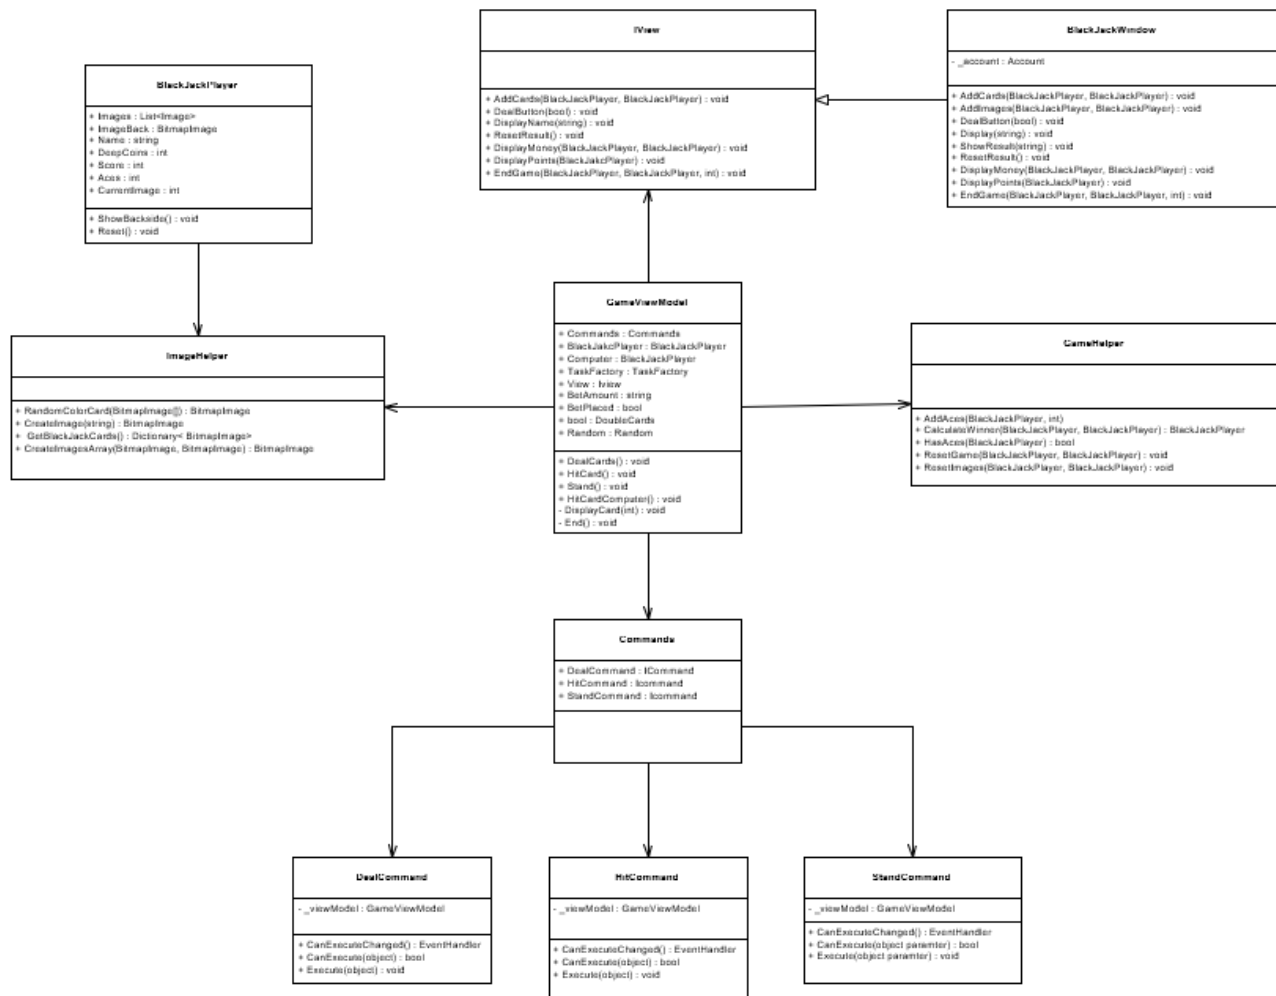 IView
+ AddCards(BlackJackPlayer, BlackJackPlayer) : void
+ DealButton(bool) : void
+ DisplayName(string) : void
+ ResetResult() : void
+ DisplayMoney(BlackJackPlayer, BlackJackPlayer) : void
+ DisplayPoints(BlackJakcPlayer) : void
+ EndGame(BlackJackPlayer, BlackJackPlayer, int) : void
BlackJackWindow
- _account : Account
+ AddCards(BlackJackPlayer, BlackJackPlayer) : void
+ AddImages(BlackJackPlayer, BlackJackPlayer) : void
+ DealButton(bool) : void
+ Display(string) : void
+ ShowResult(string) : void
+ ResetResult() : void
+ DisplayMoney(BlackJackPlayer, BlackJackPlayer) : void
+ DisplayPoints(BlackJackPlayer) : void
+ EndGame(BlackJackPlayer, BlackJackPlayer, int) : void
BlackJackPlayer
+ Images : List<Image>
+ ImageBack : BitmapImage
+ Name : string
+ DeepCoins : int
+ Score : int
+ Aces : int
+ CurrentImage : int
+ ShowBackside() : void
+ Reset() : void
ImageHelper
+ RandomColorCard(BitmapImage[]) : BitmapImage
+ CreateImage(string) : BitmapImage
+ GetBlackJackCards() : Dictionary< BitmapImage>
+ CreateImagesArray(BitmapImage, BitmapImage) : BitmapImage
GameViewModel
+ Commands : Commands
+ BlackJakcPlayer : BlackJackPlayer
+ Computer : BlackJackPlayer
+ TaskFactory : TaskFactory
+ View : Iview
+ BetAmount : string
+ BetPlaced : bool
+ bool : DoubleCards
+ Random : Random
+ DealCards() : void
+ HitCard() : void
+ Stand() : void
+ HitCardComputer() : void
- DisplayCard(int) : void
- End() : void
GameHelper
+ AddAces(BlackJackPlayer, int)
+ CalculateWinner(BlackJackPlayer, BlackJackPlayer) : BlackJackPlayer
+ HasAces(BlackJackPlayer) : bool
+ ResetGame(BlackJackPlayer, BlackJackPlayer) : void
+ ResetImages(BlackJackPlayer, BlackJackPlayer) : void
Commands
+ DealCommand : ICommand
+ HitCommand : Icommand
+ StandCommand : Icommand
DealCommand
- _viewModel : GameViewModel
+ CanExecuteChanged() : EventHandler
+ CanExecute(object) : bool
+ Execute(object) : void
HitCommand
- _viewModel : GameViewModel
+ CanExecuteChanged() : EventHandler
+ CanExecute(object) : bool
+ Execute(object) : void
StandCommand
- _viewModel : GameViewModel
+ CanExecuteChanged() : EventHandler
+ CanExecute(object paramter) : bool
+ Execute(object paramter) : void